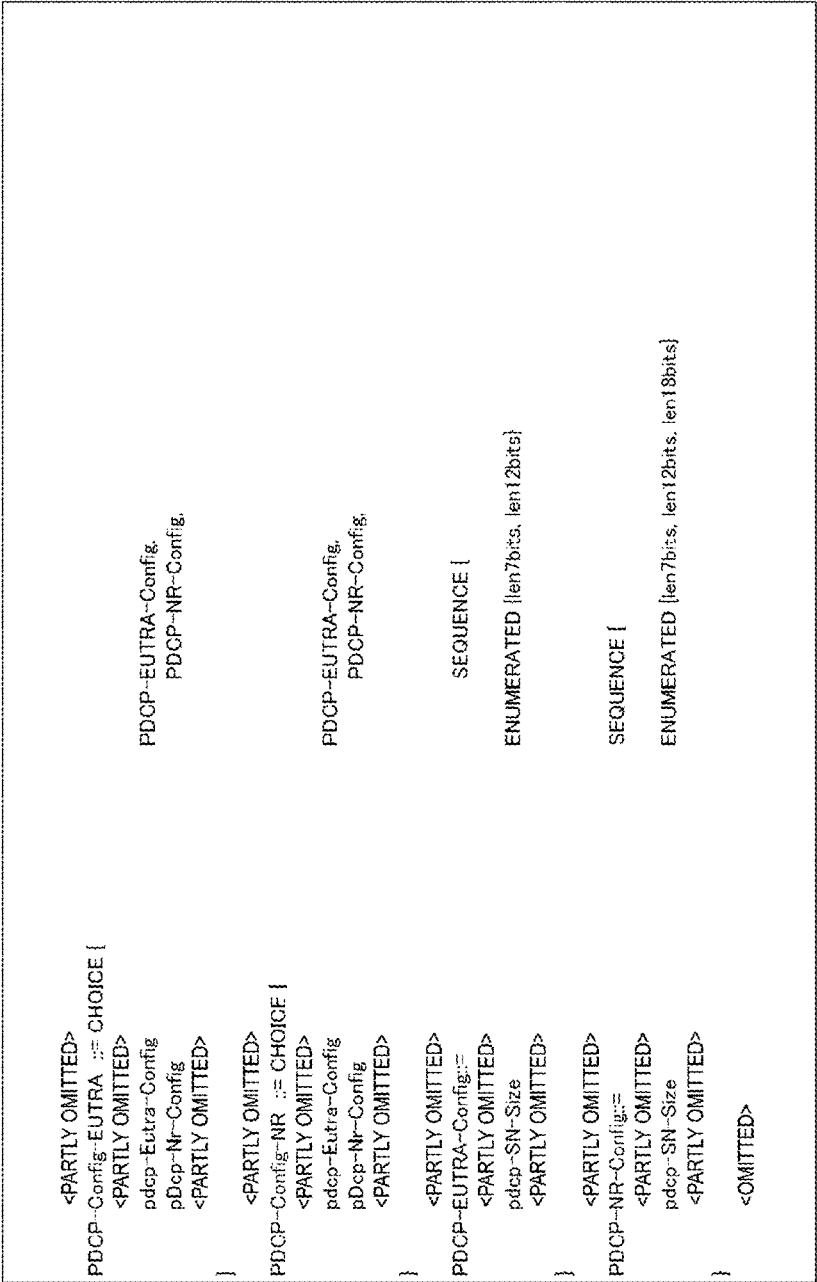 <PARTLY OMITTED>
PDCP-Config-EUTRA ::= CHOICE {
<PARTLY OMITTED>
pdcp-Eutra-Config PDCP-EUTRA-Config,
pDcp-Nr-Config PDCP-NR-Config,
<PARTLY OMITTED>
}
<PARTLY OMITTED>
PDCP-Config-NR ::= CHOICE {
<PARTLY OMITTED>
pdcp-Eutra-Config PDCP-EUTRA-Config,
pDcp-Nr-Config PDCP-NR-Config,
<PARTLY OMITTED>
}
<PARTLY OMITTED>
PDCP-EUTRA-Config::= SEQUENCE {
<PARTLY OMITTED>
pdcp-SN-Size ENUMERATED {len7bits, len12bits}
<PARTLY OMITTED>
}
<PARTLY OMITTED>
PDCP-NR-Config::= SEQUENCE {
<PARTLY OMITTED>
pdcp-SN-Size ENUMERATED {len7bits, len12bits, len18bits}
<PARTLY OMITTED>
}
<OMITTED>